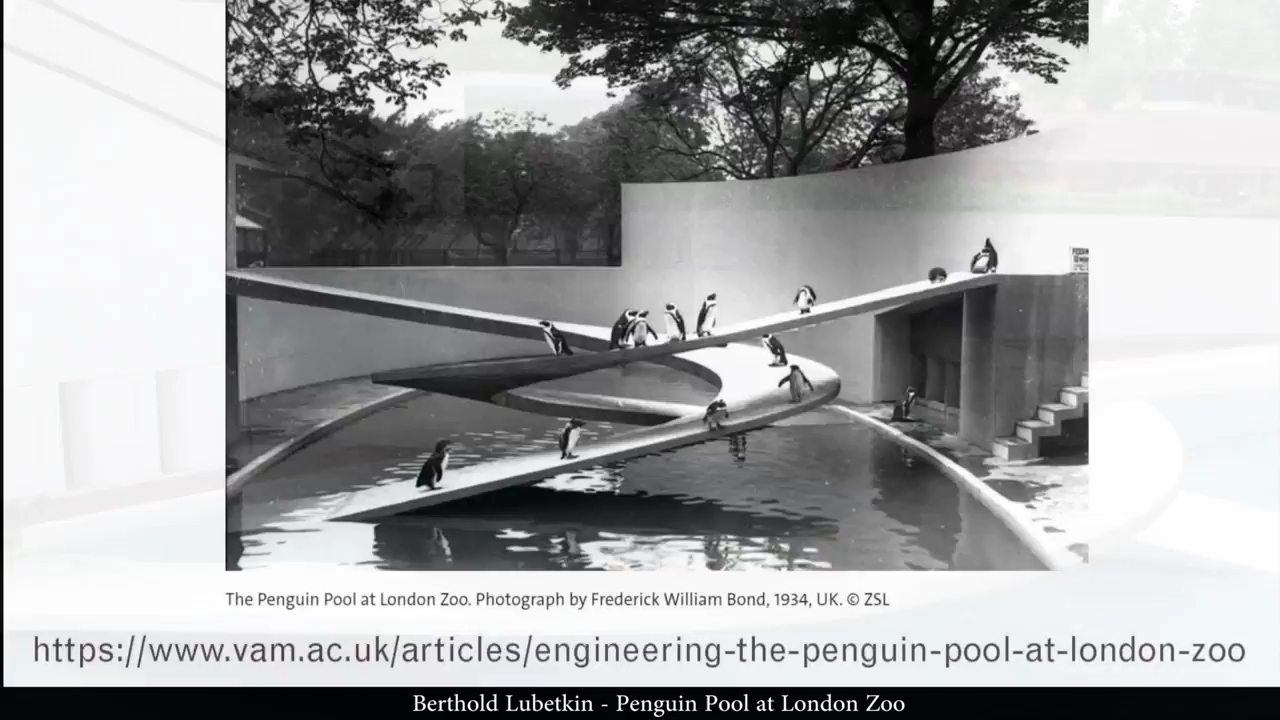 The Penguin Pool at London Zoo. Photograph by Frederick William Bond, 1934, UK. © ZSL
https://www.vam.ac.uk/articles/engineering-the-penguin-pool-at-london-zoo
Berthold Lubetkin - Penguin Pool at London Zoo